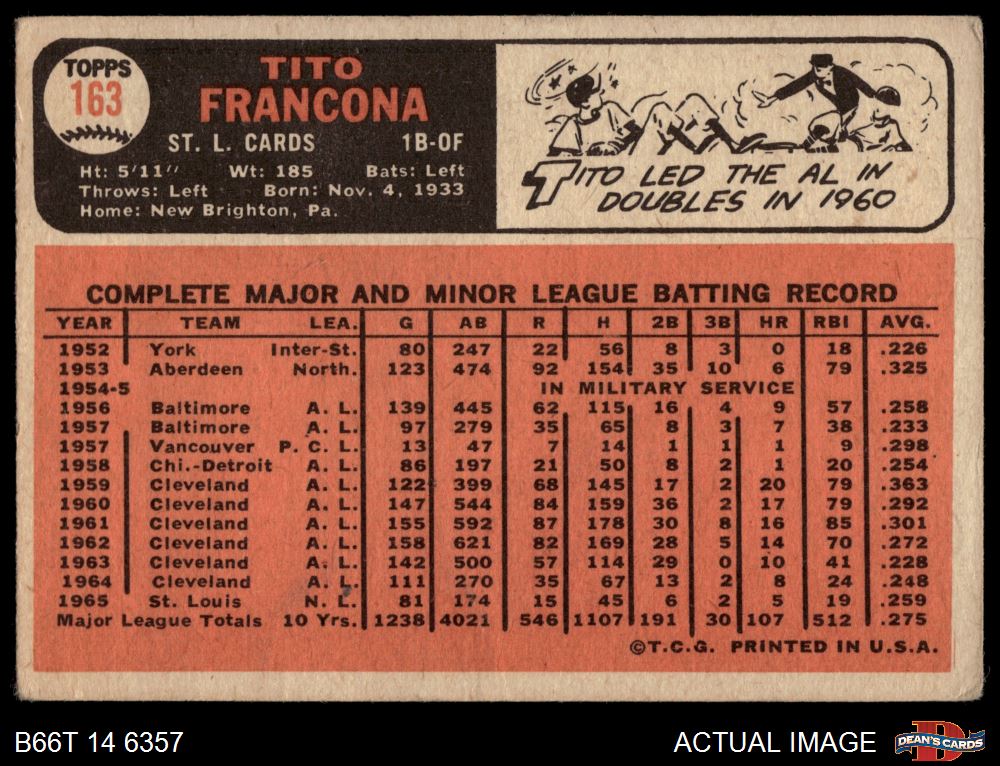 TOPPS
163
TITO
FRANCONA
ST. L. CARDS 1B-OF
Ht: 5'11" Wt: 185 Bats: Left
Throws: Left Born: Nov. 4, 1933
Home: New Brighton, Pa.
TITO LED THE AL IN
DOUBLES IN 1960
COMPLETE MAJOR AND MINOR LEAGUE BATTING RECORD
YEAR TEAM LEA. G AB R H 2B 3B HR RBI AVG.
1952 York Inter-St. 80 247 22 56 8 3 0 18 .226
1953 Aberdeen North. 123 474 92 154 35 10 6 79 .325
1954-5 IN MILITARY SERVICE
1956 Baltimore A. L. 139 445 62 115 16 4 9 57 .258
1957 Baltimore A. L. 97 279 35 65 8 3 7 38 .233
1957 Vancouver P. C. L. 13 47 7 14 1 1 1 9 .298
1958 Chi.-Detroit A. L. 86 197 21 50 8 2 1 20 .254
1959 Cleveland A. L. 122 399 68 145 17 2 20 79 .363
1960 Cleveland A. L. 147 544 84 159 36 2 17 79 .292
1961 Cleveland A. L. 155 592 87 178 30 8 16 85 .301
1962 Cleveland A. L. 158 621 82 169 28 5 14 70 .272
1963 Cleveland A. L. 142 500 57 114 29 0 10 41 .228
1964 Cleveland A. L. 111 270 35 67 13 2 8 24 .248
1965 St. Louis N. L. 81 174 15 45 6 2 5 19 .259
Major League Totals 10 Yrs. 1238 4021 546 1107 191 30 107 512 .275
©T.C.G. PRINTED IN U.S.A.
B66T 14 6357 ACTUAL IMAGE DEAN'S CARDS